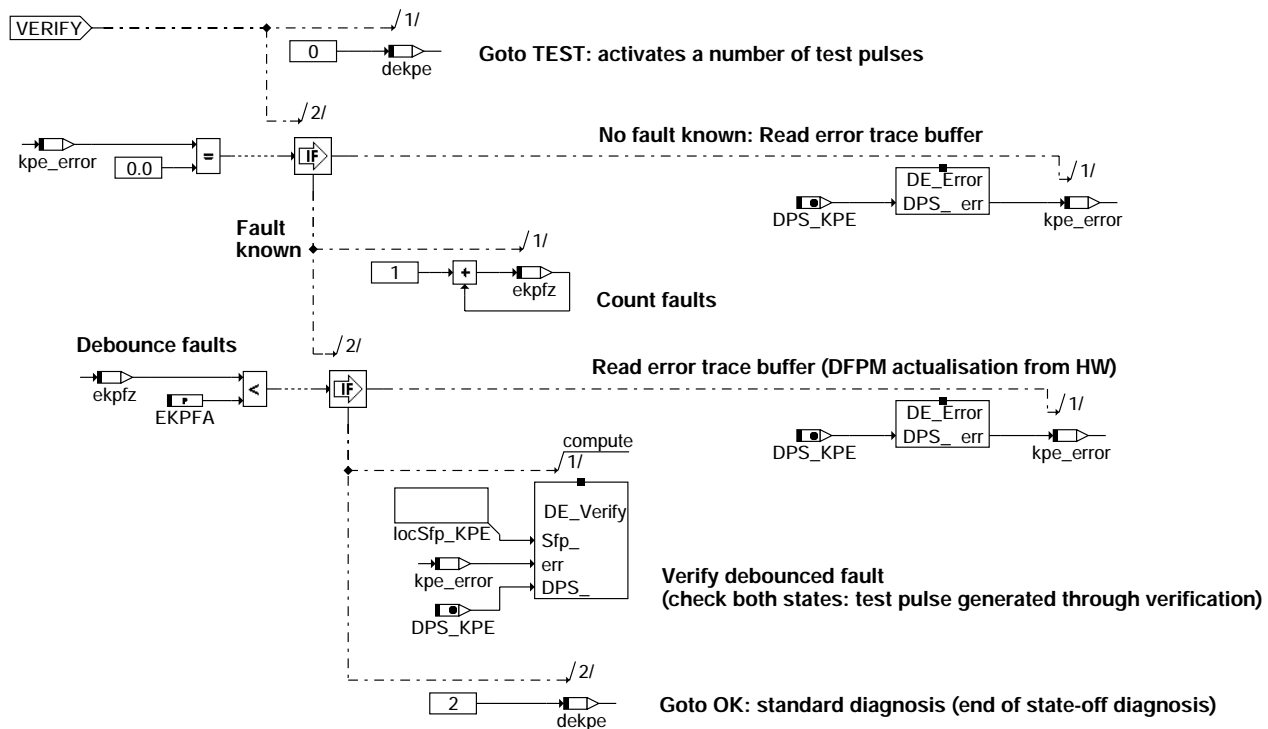 VERIFY
/1/
0
dekpe
Goto TEST: activates a number of test pulses
/2/
kpe_error
0.0
=
IF
No fault known: Read error trace buffer
/1/
DE_Error
DPS_ err
DPS_KPE
kpe_error
Fault
known
/1/
1
+
ekpfz
Count faults
/2/
Debounce faults
ekpfz
EKPFA
P
<
IF
Read error trace buffer (DFPM actualisation from HW)
/1/
DE_Error
DPS_ err
DPS_KPE
kpe_error
compute
/1/
DE_Verify
locSfp_KPE
Sfp_
kpe_error
err
DPS_
DPS_KPE
Verify debounced fault
(check both states: test pulse generated through verification)
/2/
2
dekpe
Goto OK: standard diagnosis (end of state-off diagnosis)